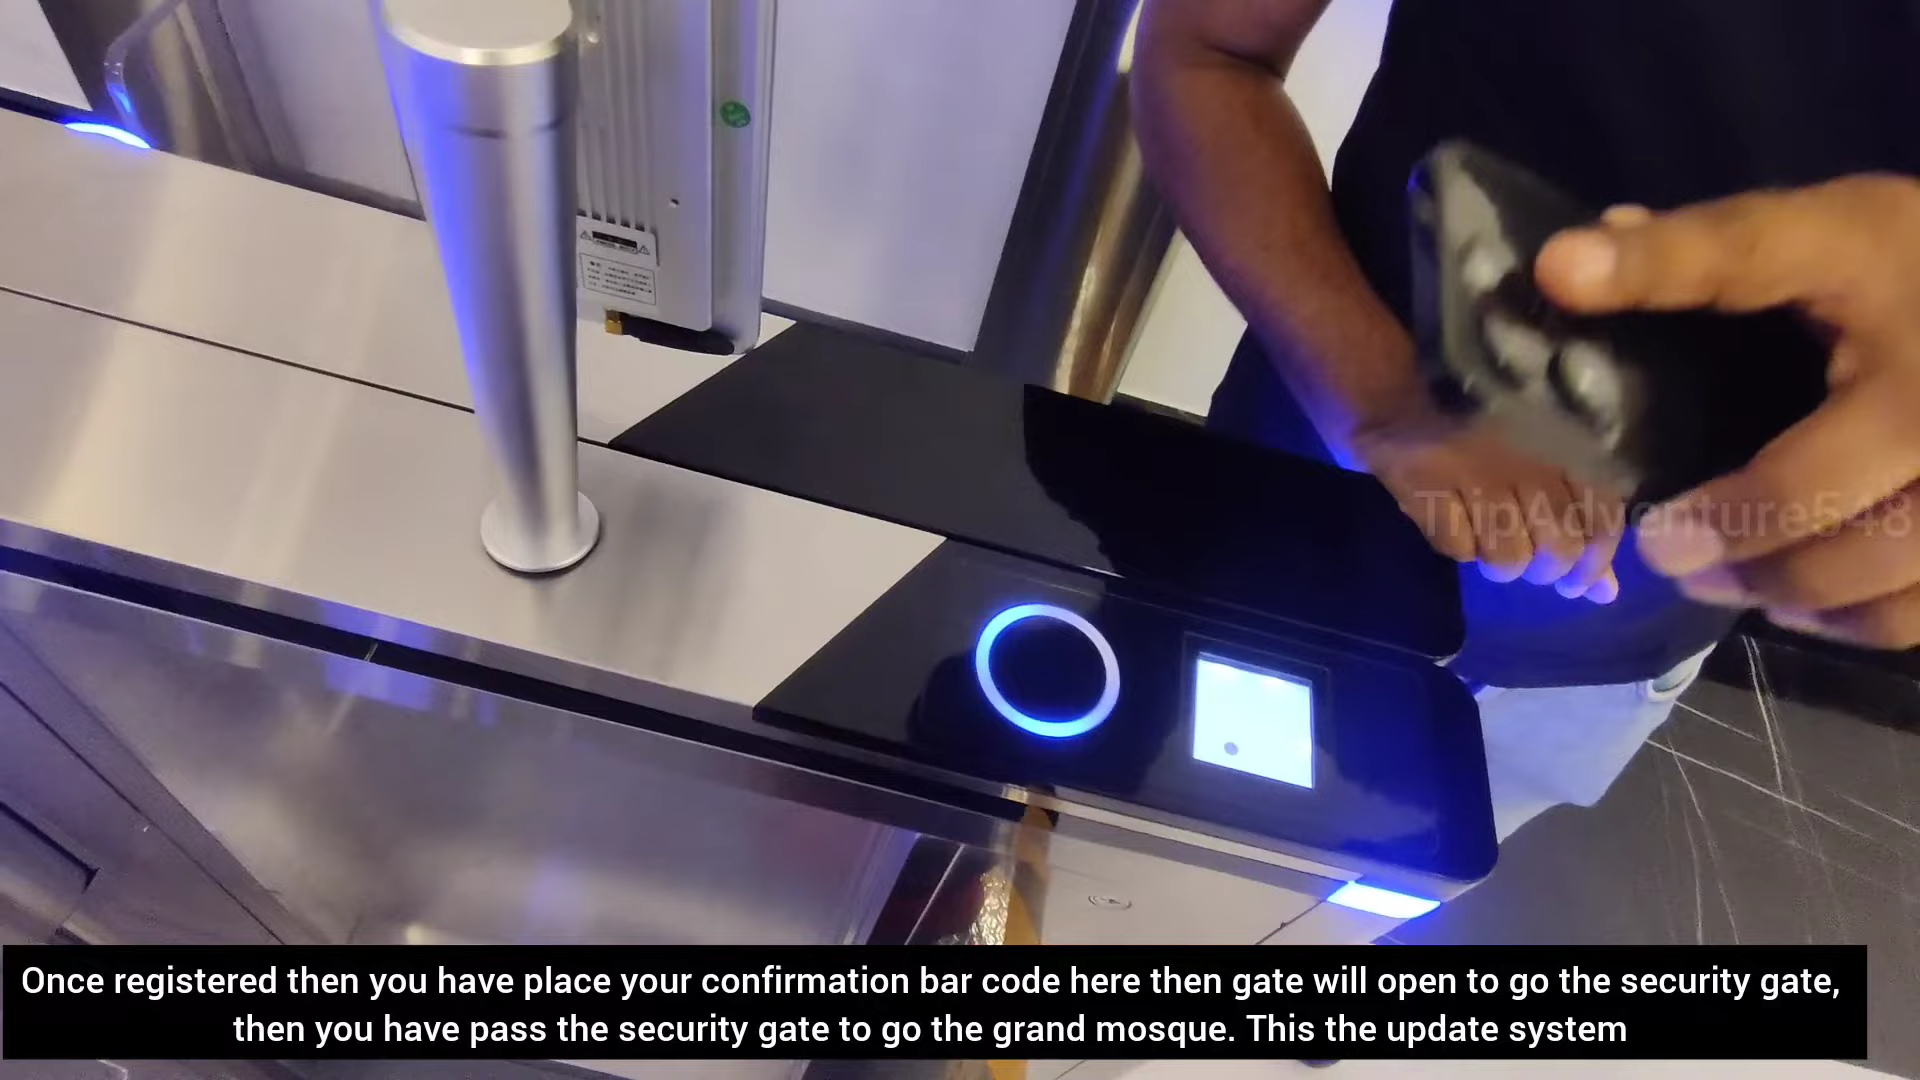 TripAdventure548
Once registered then you have place your confirmation bar code here then gate will open to go the security gate,
then you have pass the security gate to go the grand mosque. This the update system